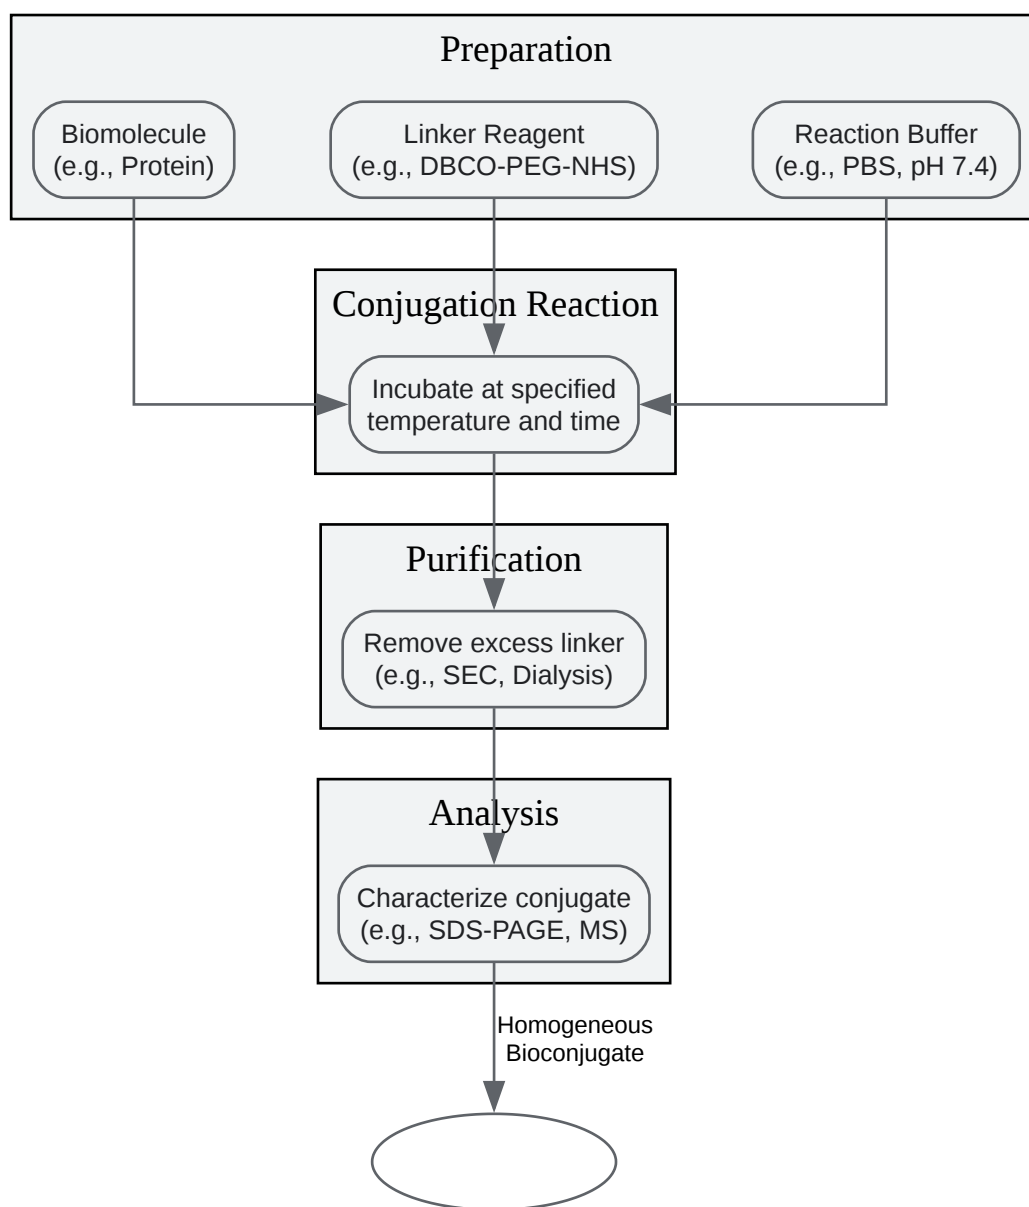 Preparation
Biomolecule
(e.g., Protein)
Linker Reagent
(e.g., DBCO-PEG-NHS)
Reaction Buffer
(e.g., PBS, pH 7.4)
Conjugation Reaction
Incubate at specified
temperature and time
Purification
Remove excess linker
(e.g., SEC, Dialysis)
Analysis
Characterize conjugate
(e.g., SDS-PAGE, MS)
Homogeneous
Bioconjugate